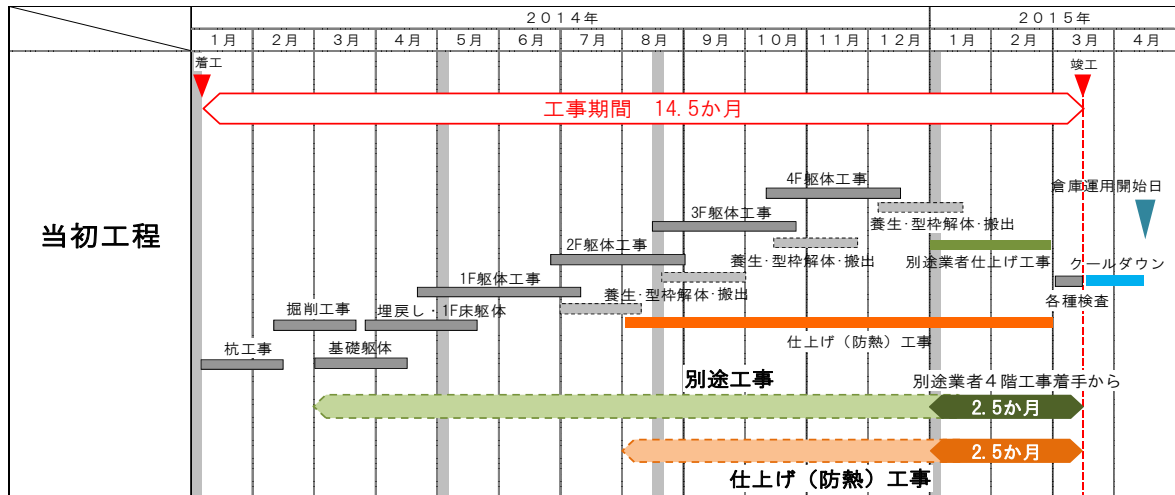 ２０１４年
２０１５年
１月
２月
３月
４月
５月
６月
７月
８月
９月
１０月
１１月
１２月
１月
２月
３月
４月
着工
竣工
工事期間　14.5か月
当初工程
4F躯体工事
倉庫運用開始日
3F躯体工事
養生･型枠解体･搬出
2F躯体工事
養生･型枠解体･搬出
別途業者仕上げ工事
クールダウン
1F躯体工事
養生･型枠解体･搬出
各種検査
掘削工事
埋戻し・1F床躯体
仕上げ（防熱）工事
杭工事
基礎躯体
別途工事
別途業者４階工事着手から
2.5か月
2.5か月
仕上げ（防熱）工事